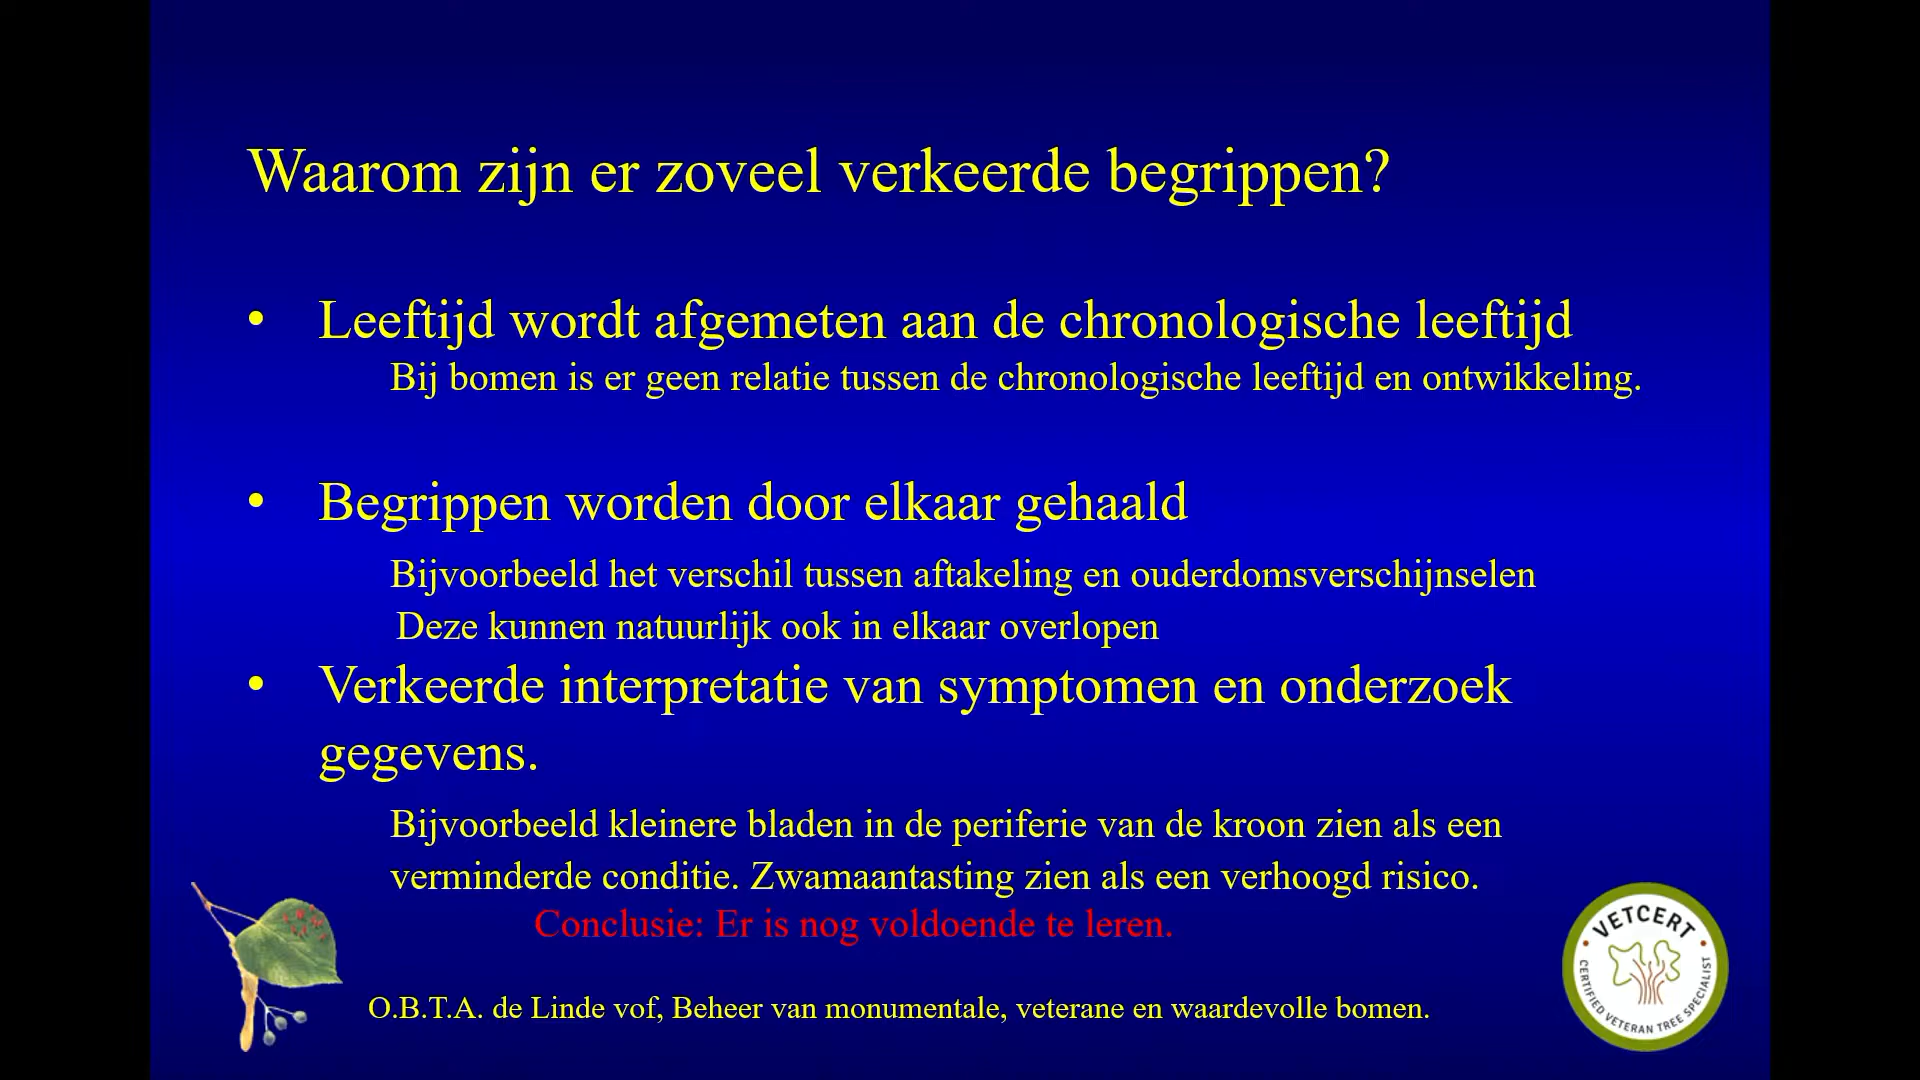 Waarom zijn er zoveel verkeerde begrippen?
• Leeftijd wordt afgemeten aan de chronologische leeftijd
Bij bomen is er geen relatie tussen de chronologische leeftijd en ontwikkeling.
• Begrippen worden door elkaar gehaald
Bijvoorbeeld het verschil tussen aftakeling en ouderdomsverschijnselen
Deze kunnen natuurlijk ook in elkaar overlopen
• Verkeerde interpretatie van symptomen en onderzoek
gegevens.
Bijvoorbeeld kleinere bladen in de periferie van de kroon zien als een
verminderde conditie. Zwamaantasting zien als een verhoogd risico.
Conclusie: Er is nog voldoende te leren.
O.B.T.A. de Linde vof, Beheer van monumentale, veterane en waardevolle bomen.
VETCERT
CERTIFIED VETERAN TREE SPECIALIST